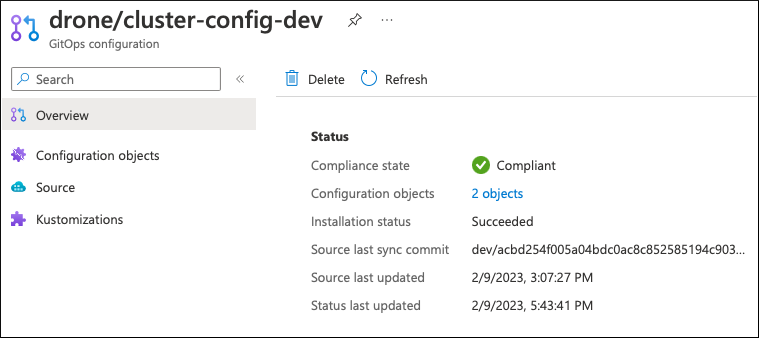 drone/cluster-config-dev
GitOps configuration
Search
Overview
Configuration objects
Source
Kustomizations
Delete Refresh
Status
Compliance state Compliant
Configuration objects 2 objects
Installation status Succeeded
Source last sync commit dev/acbd254f005a04bdc0ac8c852585194c903...
Source last updated 2/9/2023, 3:07:27 PM
Status last updated 2/9/2023, 5:43:41 PM